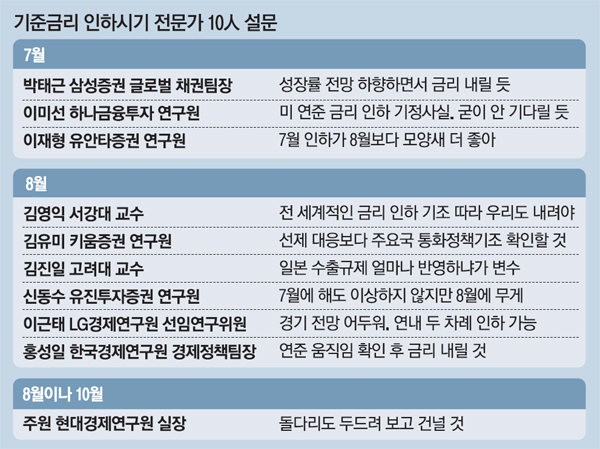 기준금리 인하시기 전문가 10人 설문
7월
박태근 삼성증권 글로벌 채권팀장 성장률 전망 하향하면서 금리 내릴 듯
이미선 하나금융투자 연구원 미 연준 금리 인하 기정사실. 굳이 안 기다릴 듯
이재형 유안타증권 연구원 7월 인하가 8월보다 모양새 더 좋아
8월
김영익 서강대 교수 전 세계적인 금리 인하 기조 따라 우리도 내려야
김유미 키움증권 연구원 선제 대응보다 주요국 통화정책기조 확인할 것
김진일 고려대 교수 일본 수출규제 얼마나 반영하냐가 변수
신동수 유진투자증권 연구원 7월에 해도 이상하지 않지만 8월에 무게
이근태 LG경제연구원 선임연구위원 경기 전망 어두워. 연내 두 차례 인하 가능
홍성일 한국경제연구원 경제정책팀장 연준 움직임 확인 후 금리 내릴 것
8월이나 10월
주원 현대경제연구원 실장 돌다리도 두드려 보고 건널 것